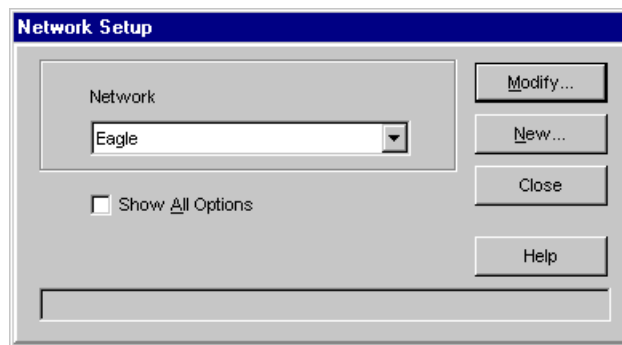 Network Setup
Network
Eagle
Show All Options
Modify...
New...
Close
Help